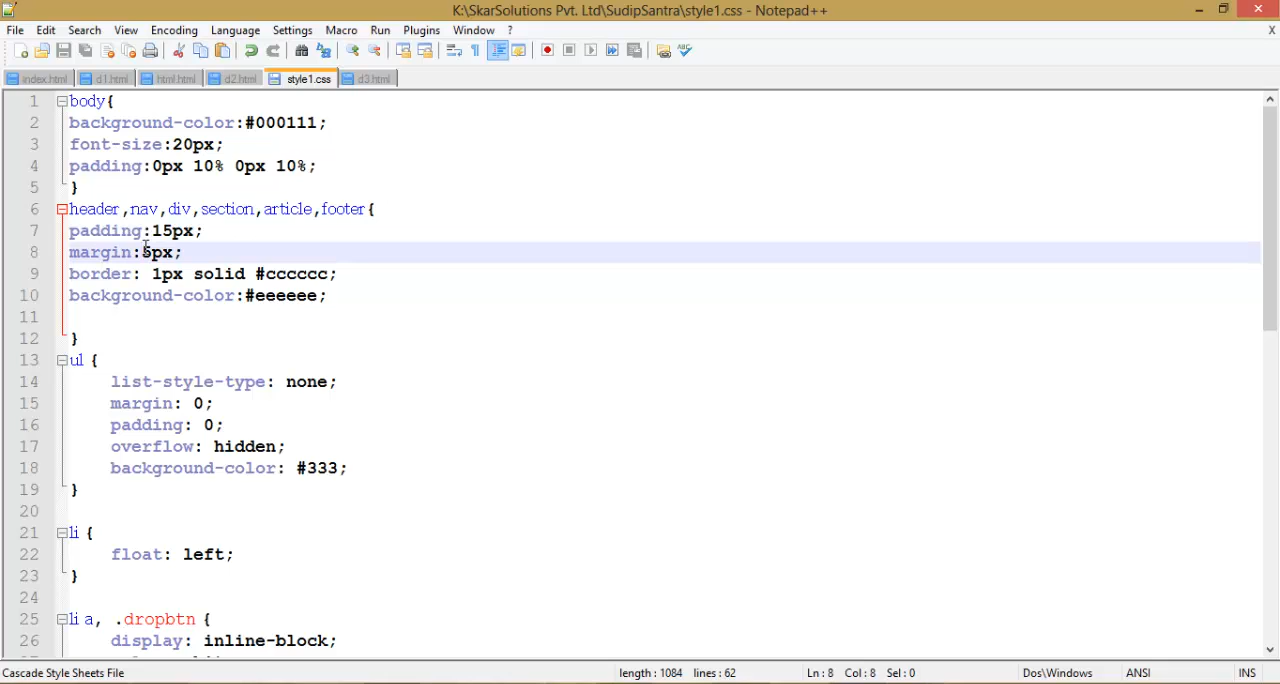 K:\SkarSolutions Pvt. Ltd\SudipSantra\style1.css - Notepad++
File Edit Search View Encoding Language Settings Macro Run Plugins Window ? X
index.html d1.html html.html d2.html style1.css d3.html
1 body{
2 background-color:#000111;
3 font-size:20px;
4 padding:0px 10% 0px 10%;
5 }
6 header,nav,div,section,article,footer{
7 padding:15px;
8 margin:5px;
9 border: 1px solid #cccccc;
10 background-color:#eeeeee;
11
12 }
13 ul {
14 list-style-type: none;
15 margin: 0;
16 padding: 0;
17 overflow: hidden;
18 background-color: #333;
19 }
20
21 li {
22 float: left;
23 }
24
25 li a, .dropbtn {
26 display: inline-block;
Cascade Style Sheets File length : 1084 lines : 62 Ln : 8 Col : 8 Sel : 0 Dos\Windows ANSI INS